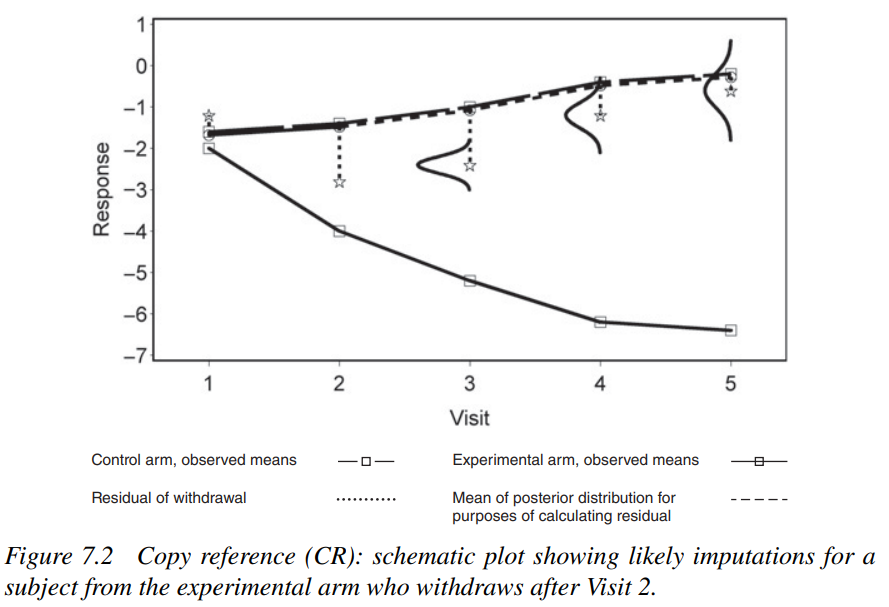 1
0
−1
−2
−3
−4
−5
−6
−7
Response
1 2 3 4 5
Visit
Control arm, observed means
Experimental arm, observed means
Residual of withdrawal
Mean of posterior distribution for
purposes of calculating residual
Figure 7.2 Copy reference (CR): schematic plot showing likely imputations for a
subject from the experimental arm who withdraws after Visit 2.